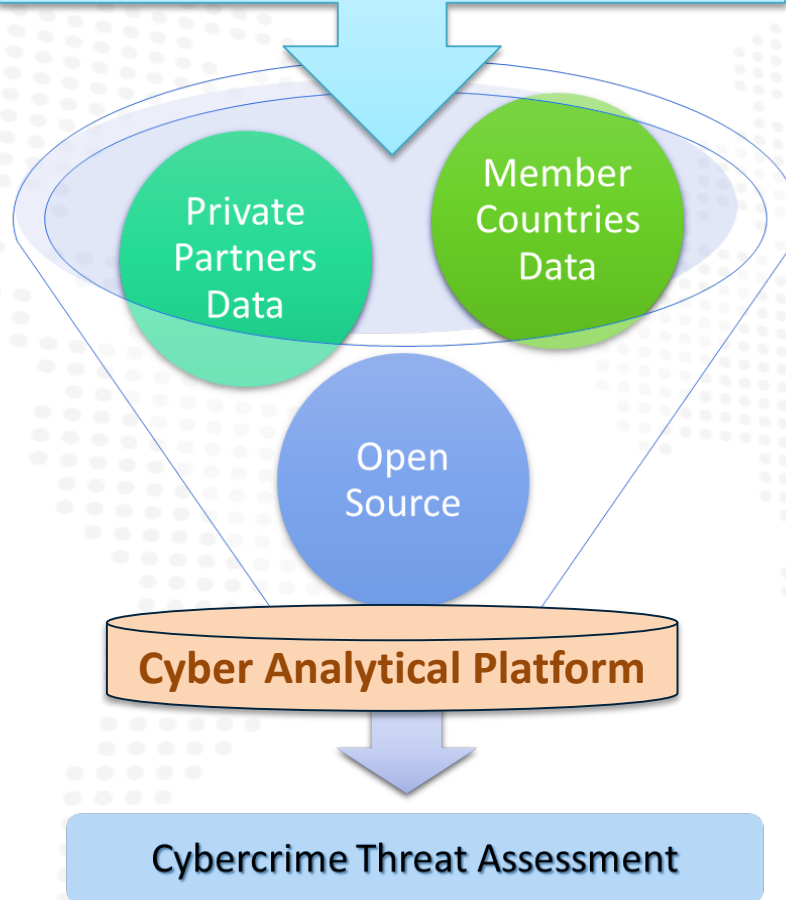 Private
Partners
Data
Member
Countries
Data
Open
Source
Cyber Analytical Platform
Cybercrime Threat Assessment